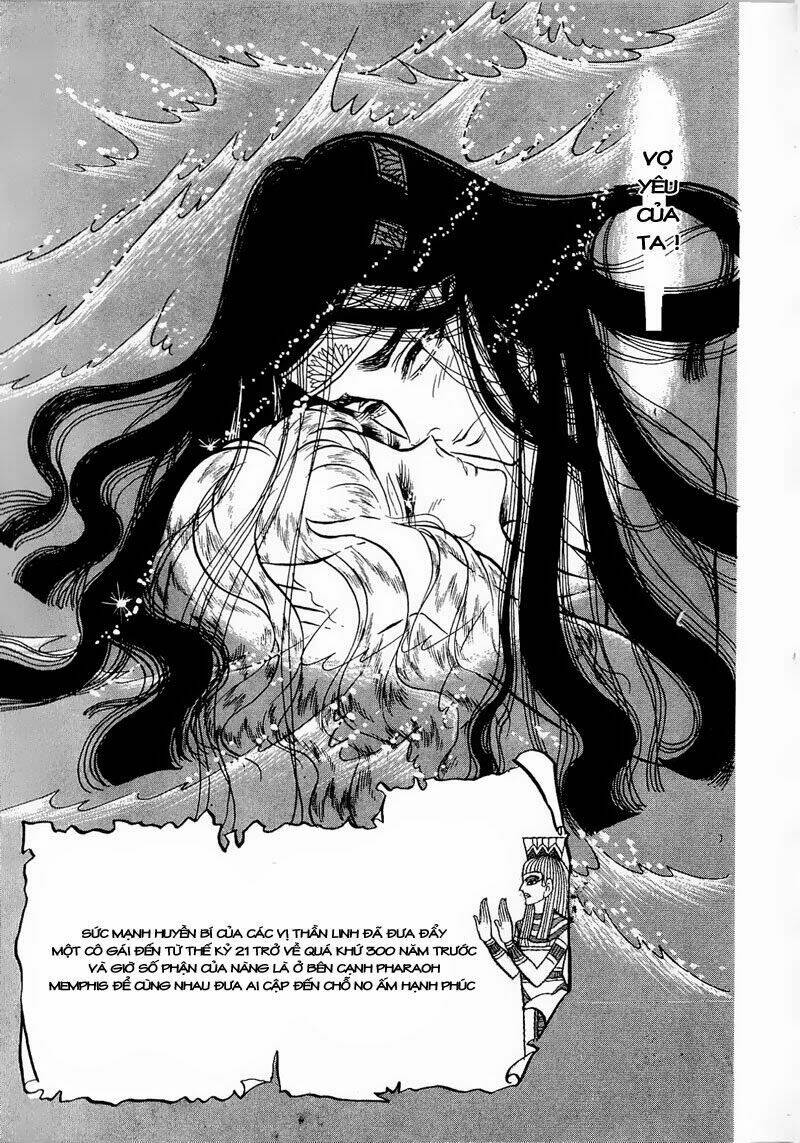 VỢ
YÊU
CỦA
TA !
SỨC MẠNH HUYỀN BÍ CỦA CÁC VỊ THẦN LINH ĐÃ ĐƯA ĐẨY
MỘT CÔ GÁI ĐẾN TỪ THẾ KỶ 21 TRỞ VỀ QUÁ KHỨ 300 NĂM TRƯỚC
VÀ GIỜ SỐ PHẬN CỦA NÀNG LÀ Ở BÊN CẠNH PHARAOH
MEMPHIS ĐỂ CÙNG NHAU ĐƯA AI CẬP ĐẾN CHỖ NO ẤM HẠNH PHÚC